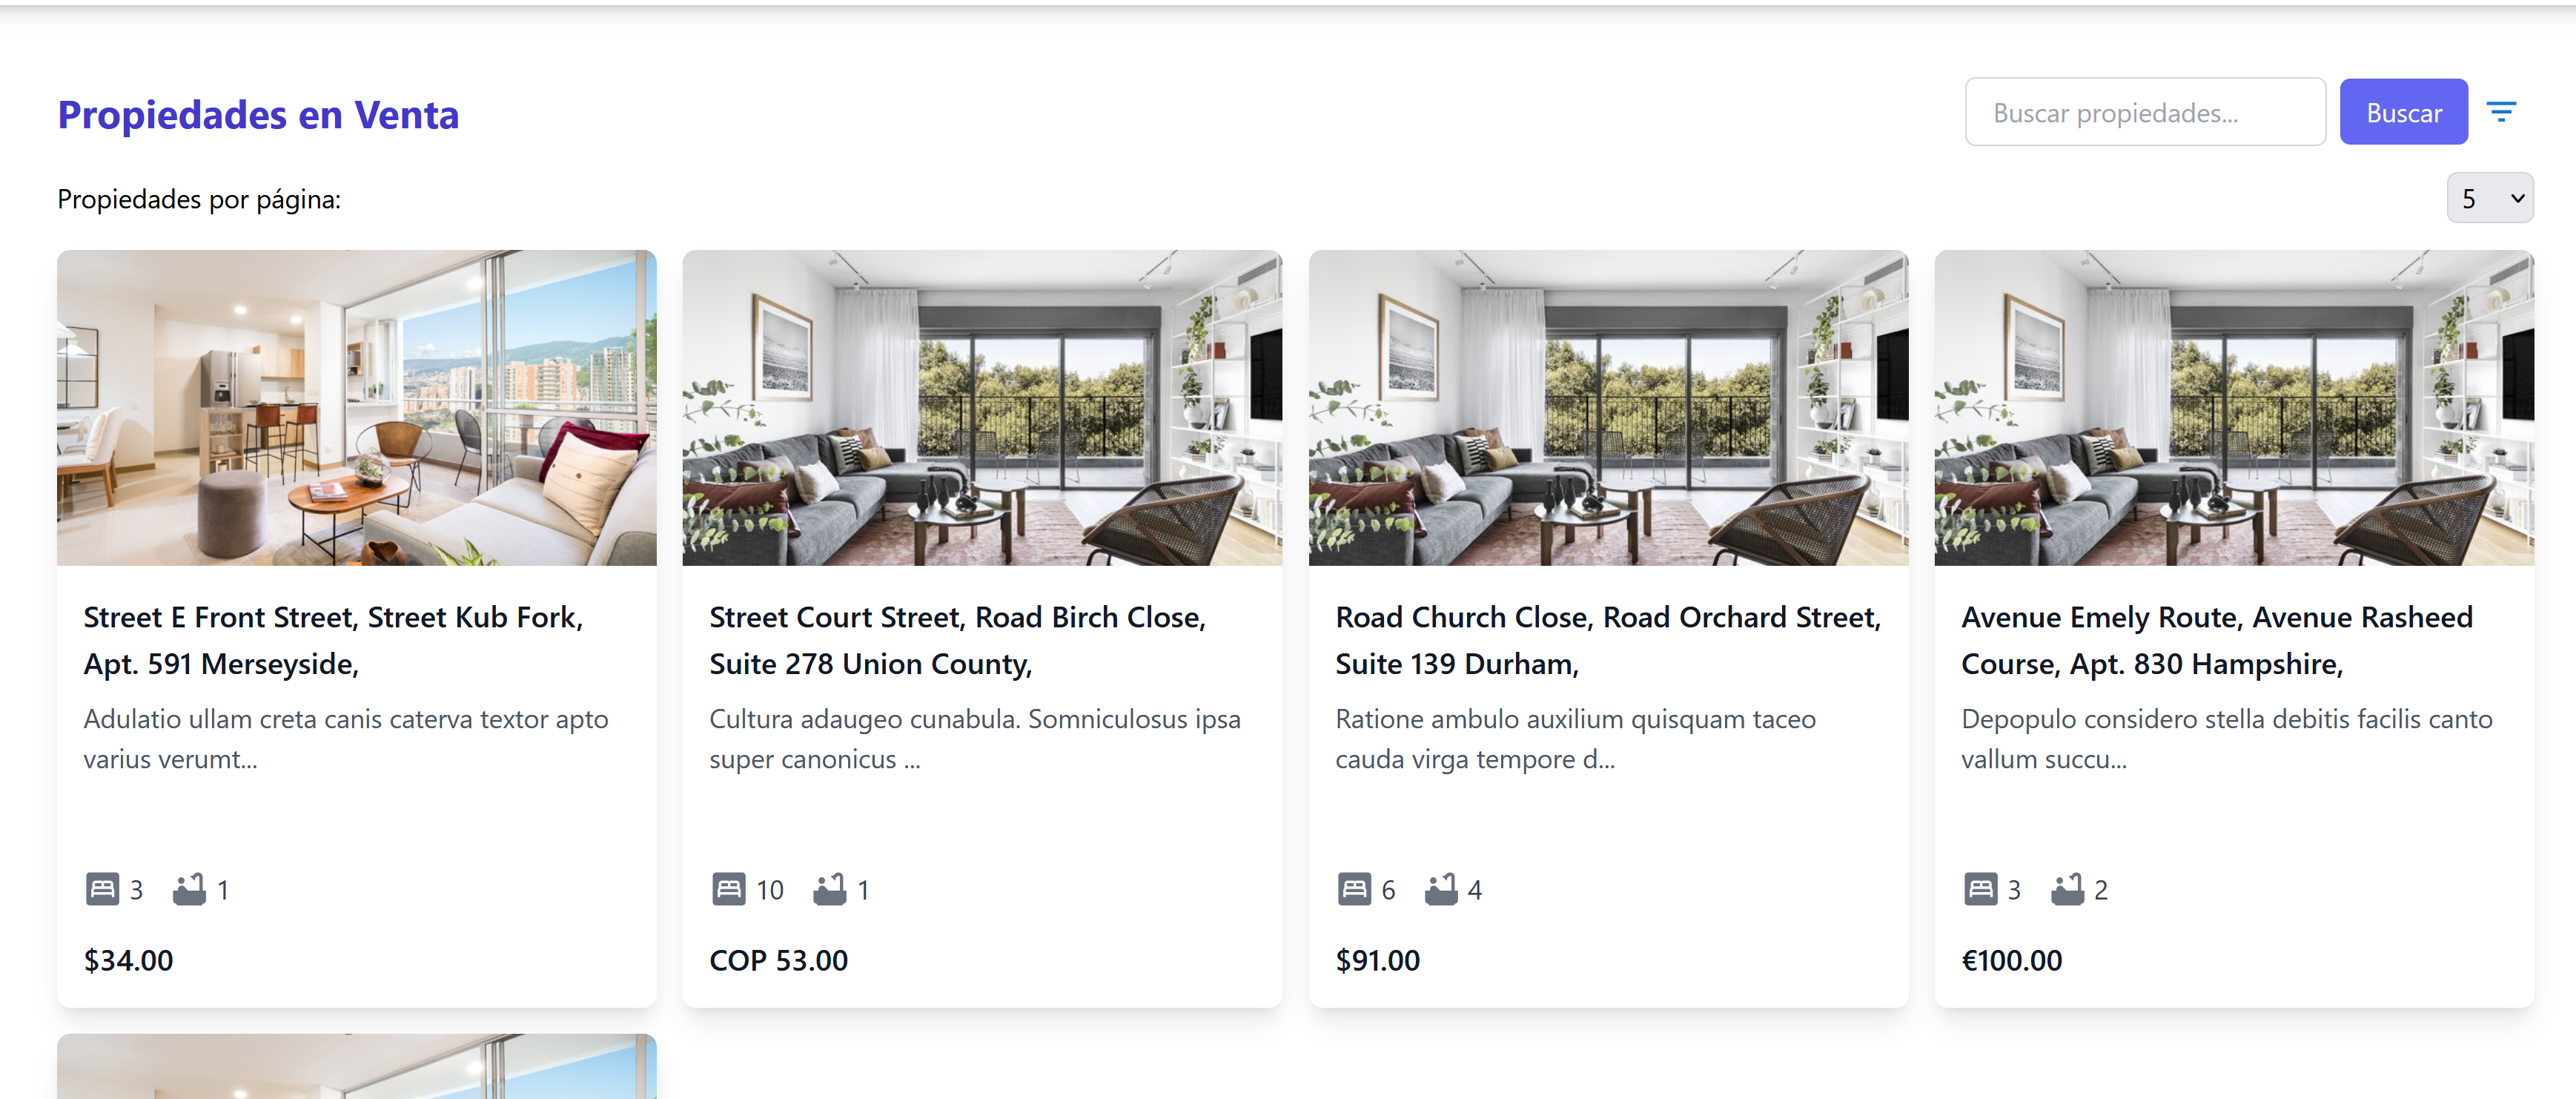 Propiedades en Venta
Buscar propiedades...
Buscar
Propiedades por página:
5
Street E Front Street, Street Kub Fork,
Apt. 591 Merseyside,
Adulatio ullam creta canis caterva textor apto
varius verumt...
3 1
$34.00
Street Court Street, Road Birch Close,
Suite 278 Union County,
Cultura adaugeo cunabula. Somniculosus ipsa
super canonicus ...
10 1
COP 53.00
Road Church Close, Road Orchard Street,
Suite 139 Durham,
Ratione ambulo auxilium quisquam taceo
cauda virga tempore d...
6 4
$91.00
Avenue Emely Route, Avenue Rasheed
Course, Apt. 830 Hampshire,
Depopulo considero stella debitis facilis canto
vallum succu...
3 2
€100.00